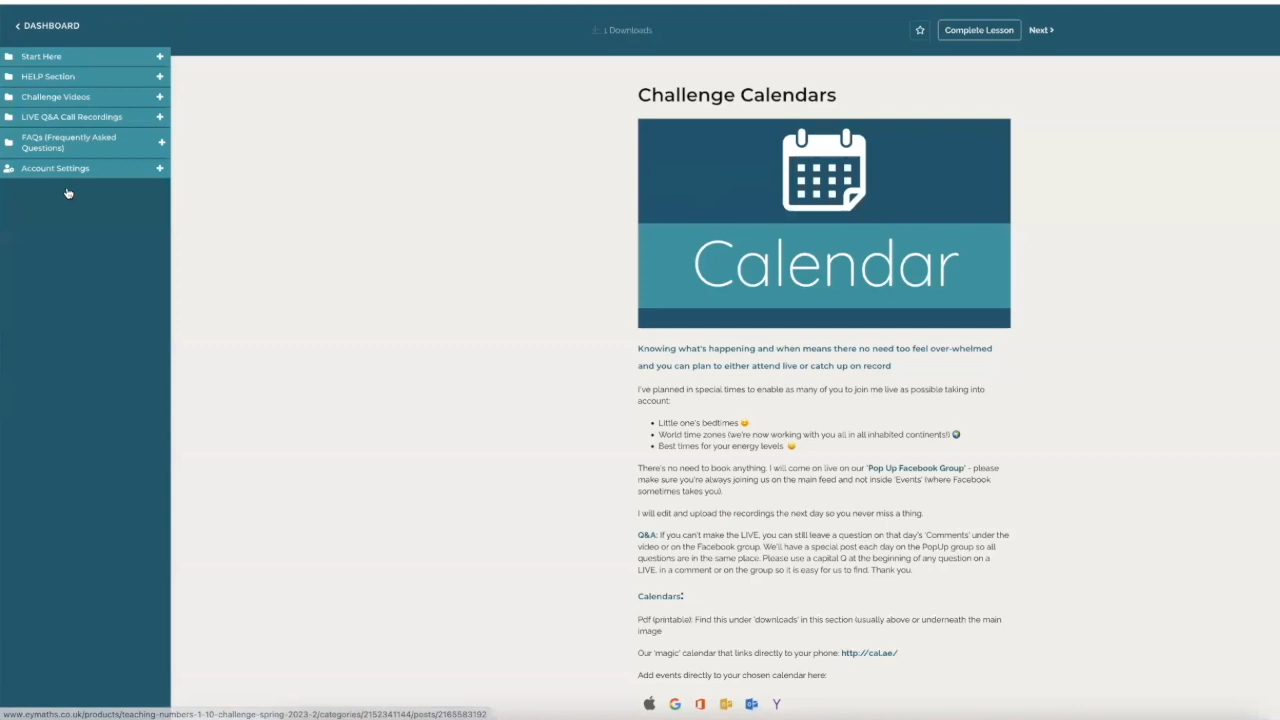 DASHBOARD
1 Downloads
Complete Lesson
Next
Start Here
HELP Section
Challenge Videos
LIVE Q&A Call Recordings
FAQs (Frequently Asked
Questions)
Account Settings
Challenge Calendars
Calendar
Knowing what's happening and when means there no need too feel over-whelmed
and you can plan to either attend live or catch up on record
I've planned in special times to enable as many of you to join me live as possible taking into
account:
• Little one's bedtimes 😊
• World time zones (we're now working with you all in all inhabited continents!) 🌍
• Best times for your energy levels 😄
There's no need to book anything. I will come on live on our 'Pop Up Facebook Group' - please
make sure you're always joining us on the main feed and not inside 'Events' (where Facebook
sometimes takes you).
I will edit and upload the recordings the next day so you never miss a thing.
Q&A: If you can't make the LIVE, you can still leave a question on that day's 'Comments' under the
video or on the Facebook group. We'll have a special post each day on the PopUp group so all
questions are in the same place. Please use a capital Q at the beginning of any question on a
LIVE, in a comment or on the group so it is easy for us to find. Thank you.
Calendars:
Pdf (printable): Find this under 'downloads' in this section (usually above or underneath the main
image
Our 'magic' calendar that links directly to your phone: http://cal.ae/
Add events directly to your chosen calendar here:
www.eymaths.co.uk/products/teaching-numbers-1-10-challenge-spring-2023-2/categories/2152341144/posts/2165583192